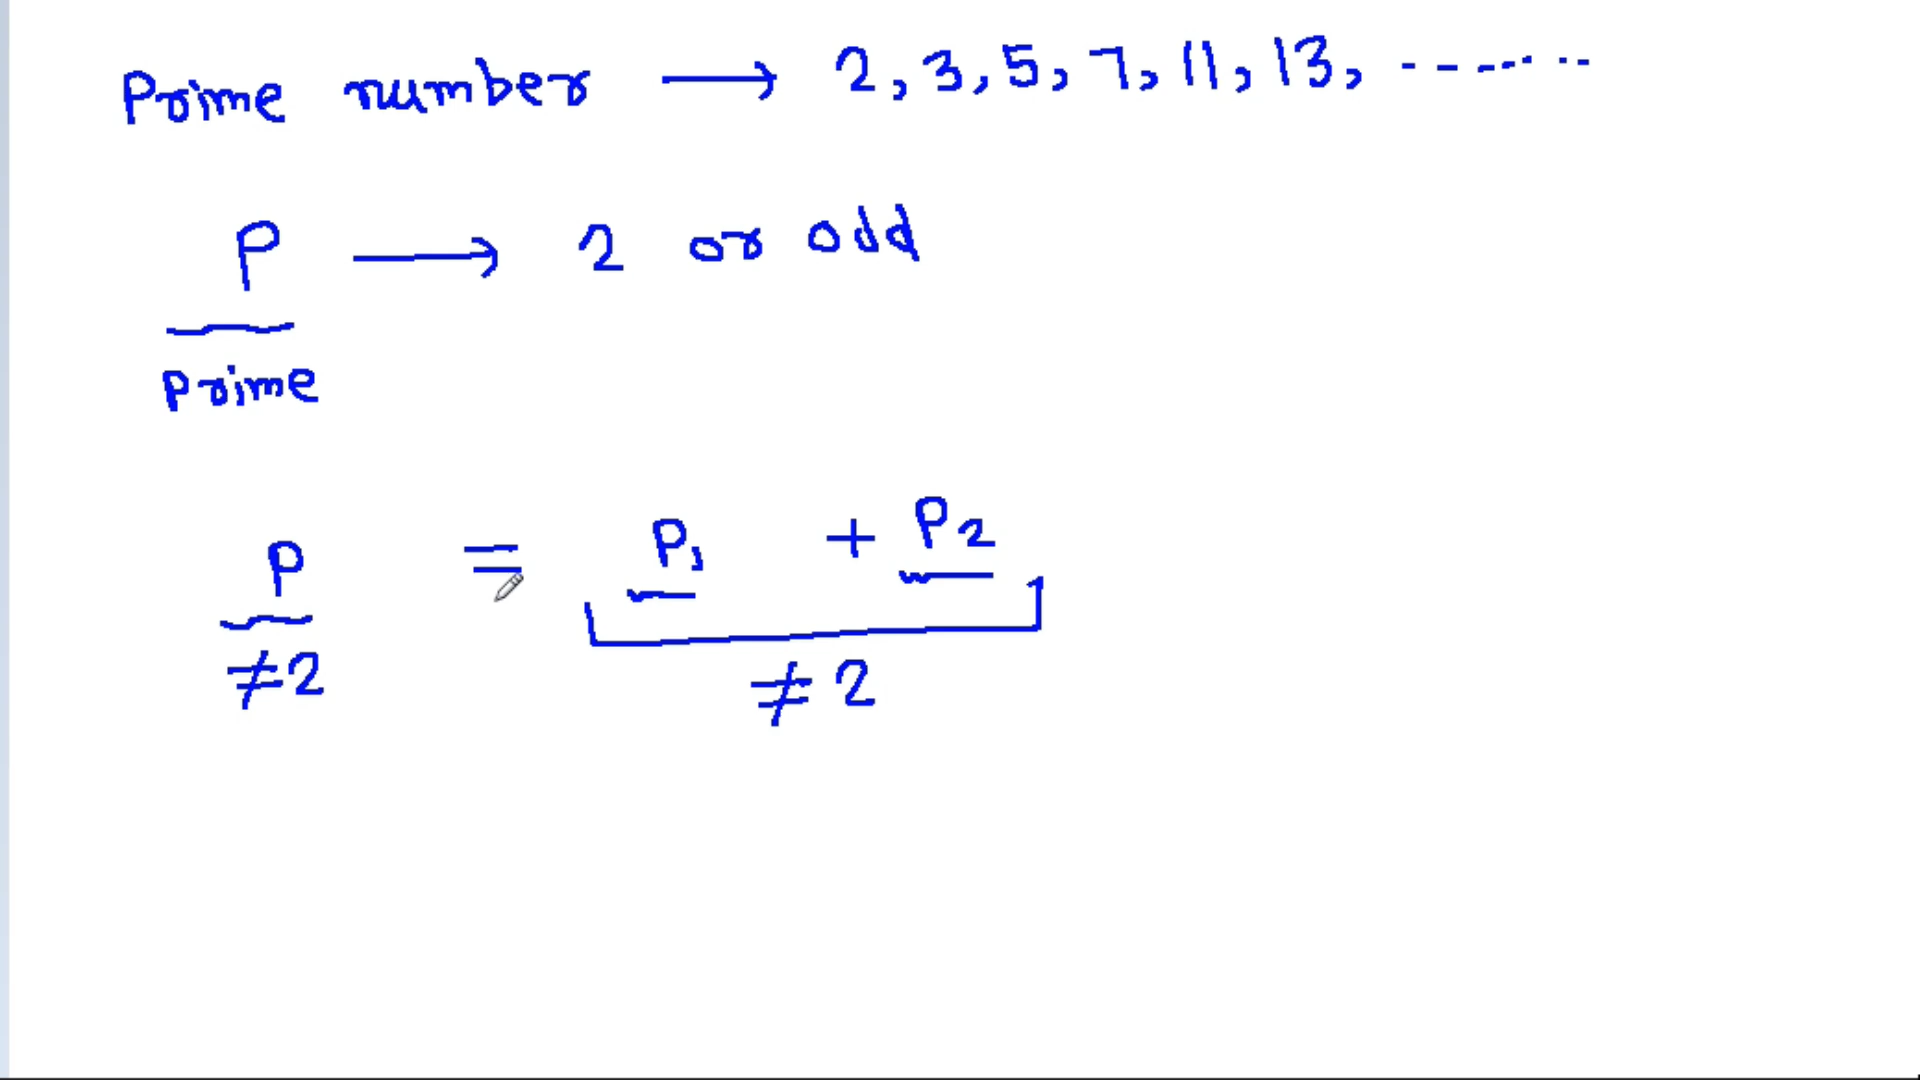 Prime number → 2, 3, 5, 7, 11, 13, -------
P → 2 or odd
Prime
P = P₁ + P₂
≠2 ≠ 2